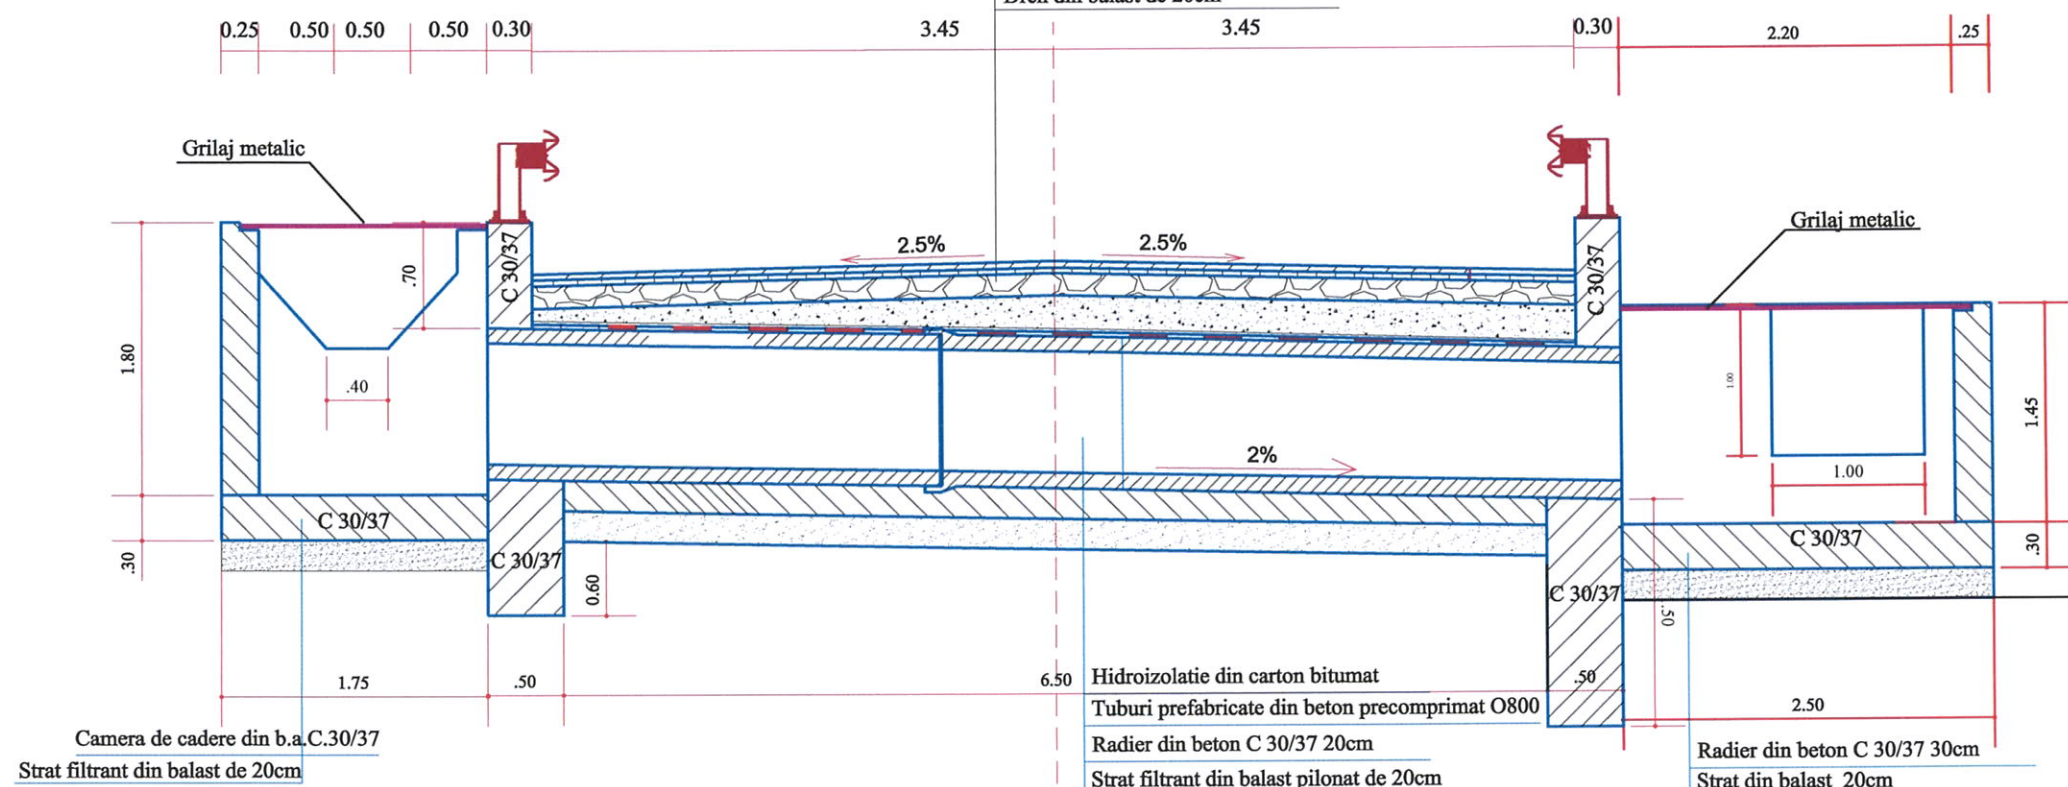 Dren din balast de 20cm
0.25 0.50 0.50 0.50 0.30 3.45 3.45 0.30 2.20 .25
Grilaj metalic
Grilaj metalic
2.5% 2.5%
C 30/37
C 30/37
.70
1.80
.40
1.00
1.00
1.45
2%
C 30/37
C 30/37
.30
C 30/37
0.60
C 30/37
.50
.30
1.75 .50 6.50 .50 2.50
Hidroizolatie din carton bitumat
Tuburi prefabricate din beton precomprimat O800
Radier din beton C 30/37 20cm
Strat filtrant din balast pilonat de 20cm
Camera de cadere din b.a.C.30/37
Strat filtrant din balast de 20cm
Radier din beton C 30/37 30cm
Strat din balast 20cm